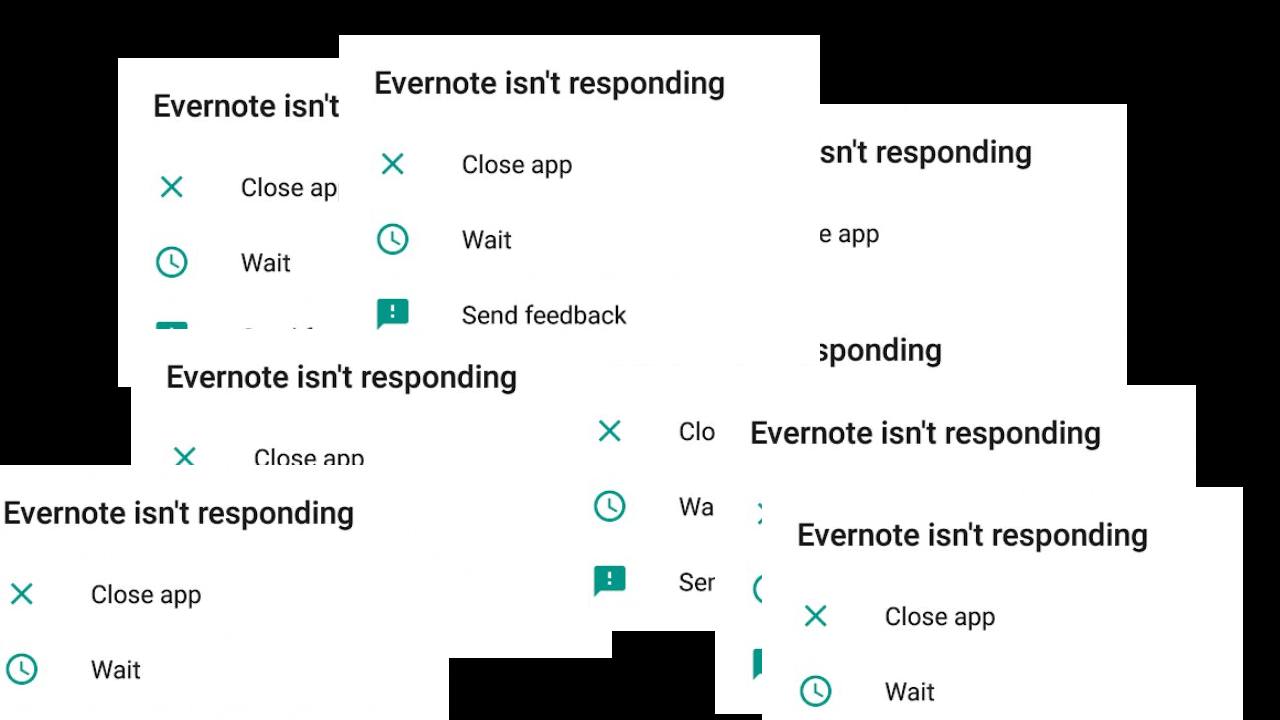 Evernote isn't responding
Close app
Wait
Send feedback
Evernote isn't
Close ap
Wait
sn't responding
e app
sponding
Clo
Wa
Ser
Evernote isn't responding
Close app
Evernote isn't responding
Evernote isn't responding
Close app
Wait
Evernote isn't responding
Close app
Wait